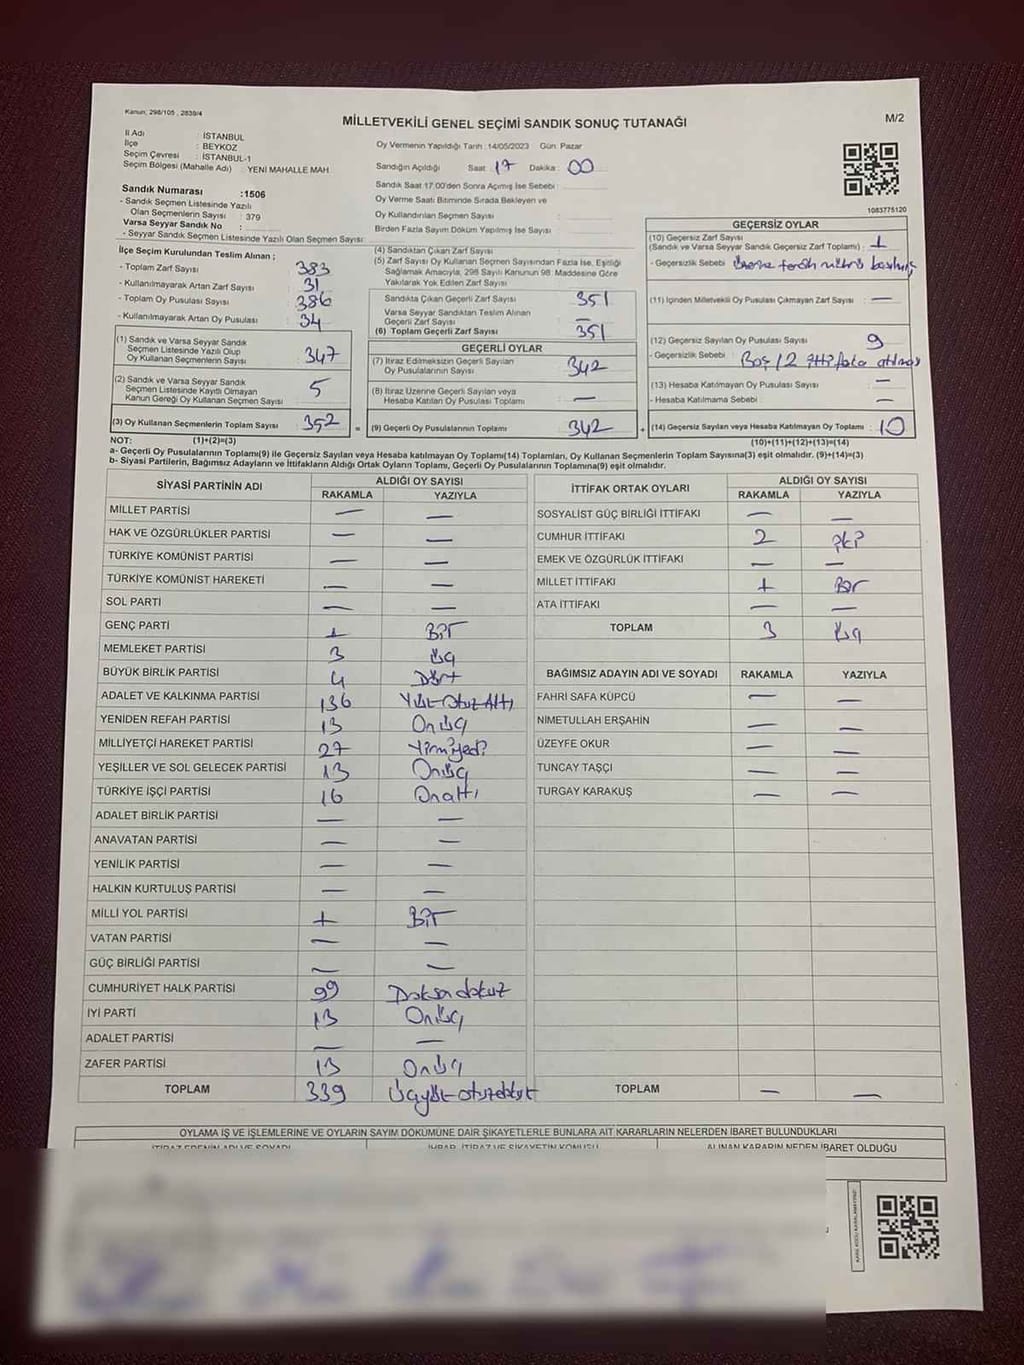 Kanun; 298/105 , 2839/4
MİLLETVEKİLİ GENEL SEÇİMİ SANDIK SONUÇ TUTANAĞI
M/2
İl Adı : İSTANBUL
İlçe : BEYKOZ
Seçim Çevresi : İSTANBUL-1
Seçim Bölgesi (Mahalle Adı) : YENİ MAHALLE MAH.
Oy Vermenin Yapıldığı Tarih : 14/05/2023 Gün: Pazar
Sandığın Açıldığı Saat : 17 Dakika : 00
Sandık Saat 17:00'den Sonra Açımış İse Sebebi :
Oy Verme Saati Bitiminde Sırada Bekleyen ve
Oy Kullandırılan Seçmen Sayısı :
Birden Fazla Sayım Döküm Yapılmış İse Sayısı
Sandık Numarası : 1506
- Sandık Seçmen Listesinde Yazılı
Olan Seçmenlerin Sayısı : 379
Varsa Seyyar Sandık No :
- Seyyar Sandık Seçmen Listesinde Yazılı Olan Seçmen Sayısı:
1083775120
İlçe Seçim Kurulundan Teslim Alınan ;
- Toplam Zarf Sayısı 383
- Kullanılmayarak Artan Zarf Sayısı : 31
- Toplam Oy Pusulası Sayısı : 386
- Kullanılmayarak Artan Oy Pusulası : 34
(1) Sandık ve Varsa Seyyar Sandık
Seçmen Listesinde Yazılı Olup
Oy Kullanan Seçmenlerin Sayısı : 347
(2) Sandık ve Varsa Seyyar Sandık
Seçmen Listesinde Kayıtlı Olmayan
Kanun Gereği Oy Kullanan Seçmen Sayısı : 5
(3) Oy Kullanan Seçmenlerin Toplam Sayısı : 352
(4) Sandıktan Çıkan Zarf Sayısı
(5) Zarf Sayısı Oy Kullanan Seçmen Sayısından Fazla İse, Eşitliği
Sağlamak Amacıyla, 298 Sayılı Kanunun 98. Maddesine Göre
Yakılarak Yok Edilen Zarf Sayısı
Sandıkta Çıkan Geçerli Zarf Sayısı 351
Varsa Seyyar Sandıktan Teslim Alınan
Geçerli Zarf Sayısı —
(6) Toplam Geçerli Zarf Sayısı 351
GEÇERLİ OYLAR
(7) İtiraz Edilmeksizin Geçerli Sayılan
Oy Pusulalarının Sayısı : 342
(8) İtiraz Üzerine Geçerli Sayılan veya
Hesaba Katılan Oy Pusulası Toplamı : —
= (9) Geçerli Oy Pusulalarının Toplamı : 342
GEÇERSİZ OYLAR
(10) Geçersiz Zarf Sayısı
(Sandık ve Varsa Seyyar Sandık Geçersiz Zarf Toplamı) : 1
- Geçersizlik Sebebi : Üzerine tercih mührü basılmış
(11) İçinden Milletvekili Oy Pusulası Çıkmayan Zarf Sayısı : —
(12) Geçersiz Sayılan Oy Pusulası Sayısı : 9
- Geçersizlik Sebebi : Boş / 2 ittifaka atılmış
(13) Hesaba Katılmayan Oy Pusulası Sayısı : —
- Hesaba Katılmama Sebebi : —
+ (14) Geçersiz Sayılan veya Hesaba Katılmayan Oy Toplamı : 10
NOT: (1)+(2)=(3) (10)+(11)+(12)+(13)=(14)
a- Geçerli Oy Pusulalarının Toplamı(9) ile Geçersiz Sayılan veya Hesaba katılmayan Oy Toplamı(14) Toplamları, Oy Kullanan Seçmenlerin Toplam Sayısına(3) eşit olmalıdır. (9)+(14)=(3)
b- Siyasi Partilerin, Bağımsız Adayların ve İttifakların Aldığı Ortak Oyların Toplamı, Geçerli Oy Pusulalarının Toplamına(9) eşit olmalıdır.
SİYASİ PARTİNİN ADI ALDIĞI OY SAYISI
RAKAMLA YAZIYLA
MİLLET PARTİSİ — —
HAK VE ÖZGÜRLÜKLER PARTİSİ — —
TÜRKİYE KOMÜNİST PARTİSİ — —
TÜRKİYE KOMÜNİST HAREKETİ — —
SOL PARTİ — —
GENÇ PARTİ 1 Bir
MEMLEKET PARTİSİ 3 Üç
BÜYÜK BİRLİK PARTİSİ 4 Dört
ADALET VE KALKINMA PARTİSİ 136 Yüz Otuz Altı
YENİDEN REFAH PARTİSİ 13 Onüç
MİLLİYETÇİ HAREKET PARTİSİ 27 Yirmiyedi
YEŞİLLER VE SOL GELECEK PARTİSİ 13 Onüç
TÜRKİYE İŞÇİ PARTİSİ 16 Onaltı
ADALET BİRLİK PARTİSİ — —
ANAVATAN PARTİSİ — —
YENİLİK PARTİSİ — —
HALKIN KURTULUŞ PARTİSİ — —
MİLLİ YOL PARTİSİ 1 Bir
VATAN PARTİSİ — —
GÜÇ BİRLİĞİ PARTİSİ — —
CUMHURİYET HALK PARTİSİ 99 Doksandokuz
İYİ PARTİ 13 Onüç
ADALET PARTİSİ — —
ZAFER PARTİSİ 13 Onüç
TOPLAM 339 Üçyüzotuzdokuz
İTTİFAK ORTAK OYLARI ALDIĞI OY SAYISI
RAKAMLA YAZIYLA
SOSYALİST GÜÇ BİRLİĞİ İTTİFAKI — —
CUMHUR İTTİFAKI 2 İki
EMEK VE ÖZGÜRLÜK İTTİFAKI — —
MİLLET İTTİFAKI 1 Bir
ATA İTTİFAKI — —
TOPLAM 3 Üç
BAĞIMSIZ ADAYIN ADI VE SOYADI RAKAMLA YAZIYLA
FAHRİ SAFA KÜPCÜ — —
NİMETULLAH ERŞAHİN — —
ÜZEYFE OKUR — —
TUNCAY TAŞÇI — —
TURGAY KARAKUŞ — —
TOPLAM — —
OYLAMA İŞ VE İŞLEMLERİNE VE OYLARIN SAYIM DÖKÜMÜNE DAİR ŞİKAYETLERLE BUNLARA AİT KARARLARIN NELERDEN İBARET BULUNDUKLARI
İTİRAZ EDENİN ADI VE SOYADI İHBAR, İTİRAZ VE ŞİKAYETİN KONUSU ALINAN KARARIN NEDEN İBARET OLDUĞU